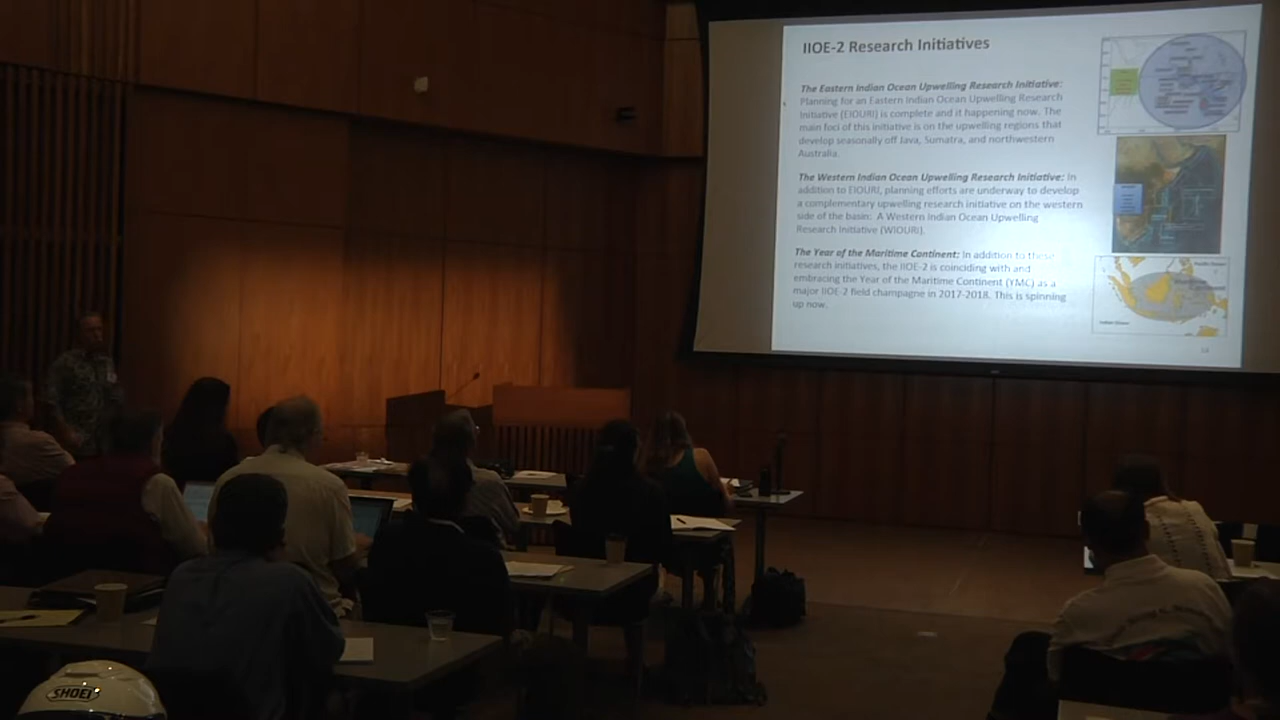 IIOE-2 Research Initiatives
The Eastern Indian Ocean Upwelling Research Initiative:
Planning for an Eastern Indian Ocean Upwelling Research
Initiative (EIOURI) is complete and it happening now. The
main foci of this initiative is on the upwelling regions that
develop seasonally off Java, Sumatra, and northwestern
Australia.
The Western Indian Ocean Upwelling Research Initiative: In
addition to EIOURI, planning efforts are underway to develop
a complementary upwelling research initiative on the western
side of the basin: A Western Indian Ocean Upwelling
Research Initiative (WIOURI).
The Year of the Maritime Continent: In addition to these
research initiatives, the IIOE-2 is coinciding with and
embracing the Year of the Maritime Continent (YMC) as a
major IIOE-2 field champagne in 2017-2018. This is spinning
up now.
Pacific Ocean
Indian Ocean
SHOEI